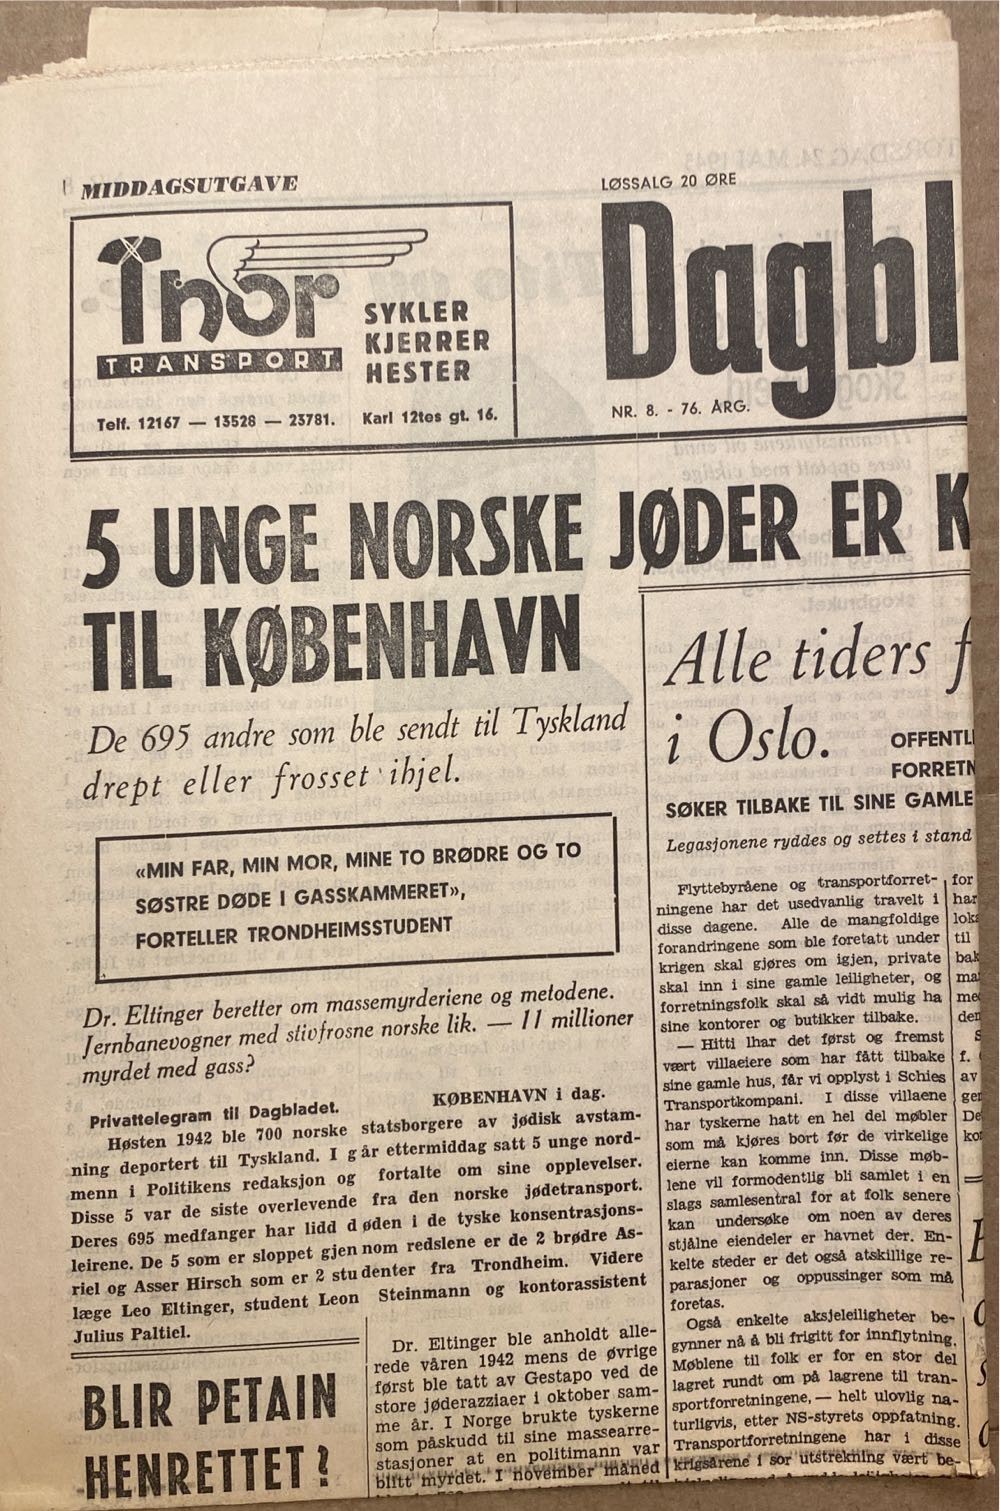 MIDDAGSUTGAVE
LØSSALG 20 ØRE
Thor
TRANSPORT
SYKLER
KJERRER
HESTER
Telf. 12167 — 13528 — 23781. Karl 12tes gt. 16.
Dagbl
NR. 8. - 76. ÅRG.
5 UNGE NORSKE JØDER ER K
TIL KØBENHAVN
De 695 andre som ble sendt til Tyskland
drept eller frosset ihjel.
«MIN FAR, MIN MOR, MINE TO BRØDRE OG TO
SØSTRE DØDE I GASSKAMMERET»,
FORTELLER TRONDHEIMSSTUDENT
Dr. Eltinger beretter om massemyrderiene og metodene.
Jernbanevogner med stivfrosne norske lik. — 11 millioner
myrdet med gass?
Privattelegram til Dagbladet. KØBENHAVN i dag.
Høsten 1942 ble 700 norske statsborgere av jødisk avstam-
ning deportert til Tyskland. I går ettermiddag satt 5 unge nord-
menn i Politikens redaksjon og fortalte om sine opplevelser.
Disse 5 var de siste overlevende fra den norske jødetransport.
Deres 695 medfanger har lidd døden i de tyske konsentrasjons-
leirene. De 5 som er sloppet gjennom redslene er de 2 brødre As-
riel og Asser Hirsch som er 2 studenter fra Trondheim. Videre
læge Leo Eltinger, student Leon Steinmann og kontorassistent
Julius Paltiel.
BLIR PETAIN
HENRETTET?
Dr. Eltinger ble anholdt alle-
rede våren 1942 mens de øvrige
først ble tatt av Gestapo ved de
store jøderazziaer i oktober sam-
me år. I Norge brukte tyskerne
som påskudd til sine massearre-
stasjoner at en politimann var
blitt myrdet. I november måned
Alle tiders f
i Oslo.
OFFENTLI
FORRETN
SØKER TILBAKE TIL SINE GAMLE
Legasjonene ryddes og settes i stand
Flyttebyråene og transportforret-
ningene har det usedvanlig travelt i
disse dagene. Alle de mangfoldige
forandringene som ble foretatt under
krigen skal gjøres om igjen, private
skal inn i sine gamle leiligheter, og
forretningsfolk skal så vidt mulig ha
sine kontorer og butikker tilbake.
— Hitti lhar det først og fremst
vært villaeiere som har fått tilbake
sine gamle hus, får vi opplyst i Schies
Transportkompani. I disse villaene
har tyskerne hatt en hel del møbler
som må kjøres bort før de virkelige
eierne kan komme inn. Disse møb-
lene vil formodentlig bli samlet i en
slags samlesentral for at folk senere
kan undersøke om noen av deres
stjålne eiendeler er havnet der. En-
kelte steder er det også atskillige re-
parasjoner og oppussinger som må
foretas.
Også enkelte aksjeleiligheter be-
gynner nå å bli frigitt for innflytning.
Møblene til folk er for en stor del
lagret rundt om på lagrene til tran-
sportforretningene, — helt ulovlig na-
turligvis, etter NS-styrets oppfatning.
Transportforretningene har i disse
krigsårene i sor utstrekning vært be-
for
har
loka
til
bak
ma
me
der
f.
av
ger
De
kor